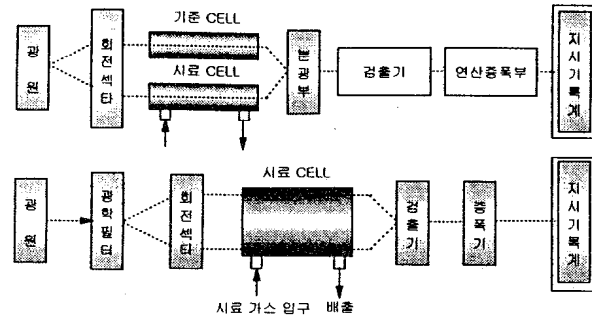 기준 CELL
광원
회전섹타
시료 CELL
분광부
검출기
연산증폭부
지시기록계
시료 CELL
광원
광학필터
회전섹타
검출기
증폭기
지시기록계
시료 가스 입구
배출